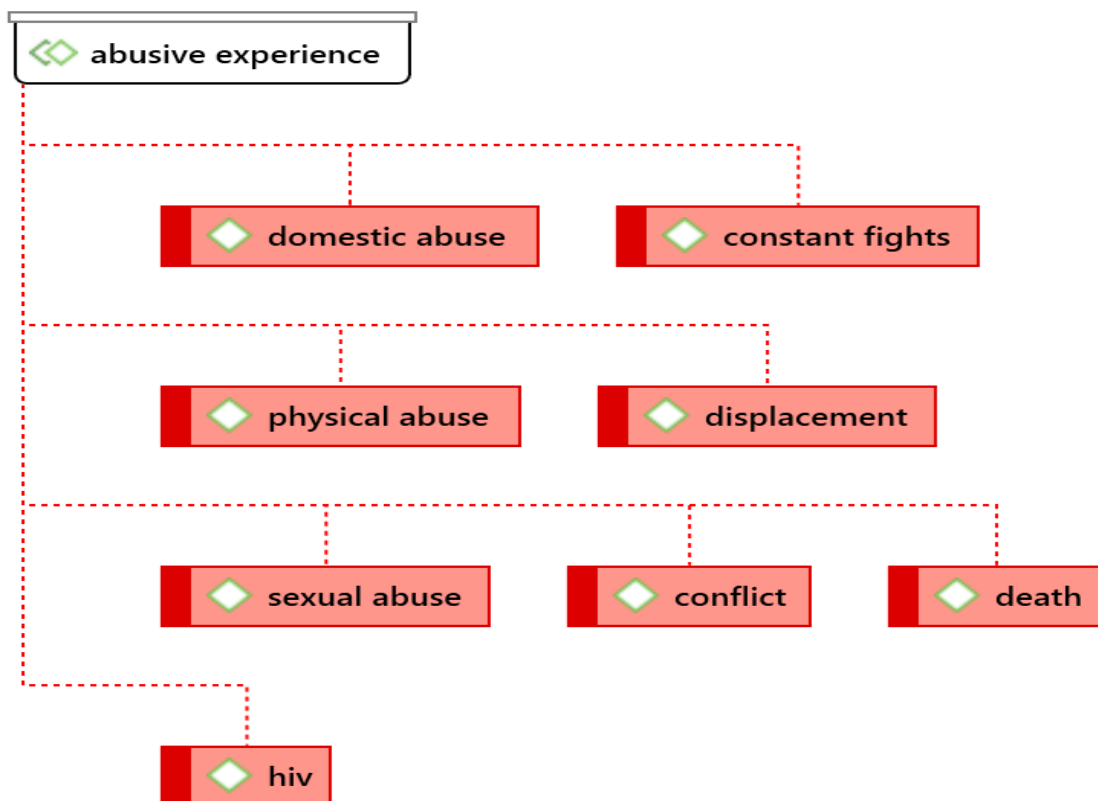 abusive experience
domestic abuse
constant fights
physical abuse
displacement
sexual abuse
conflict
death
hiv